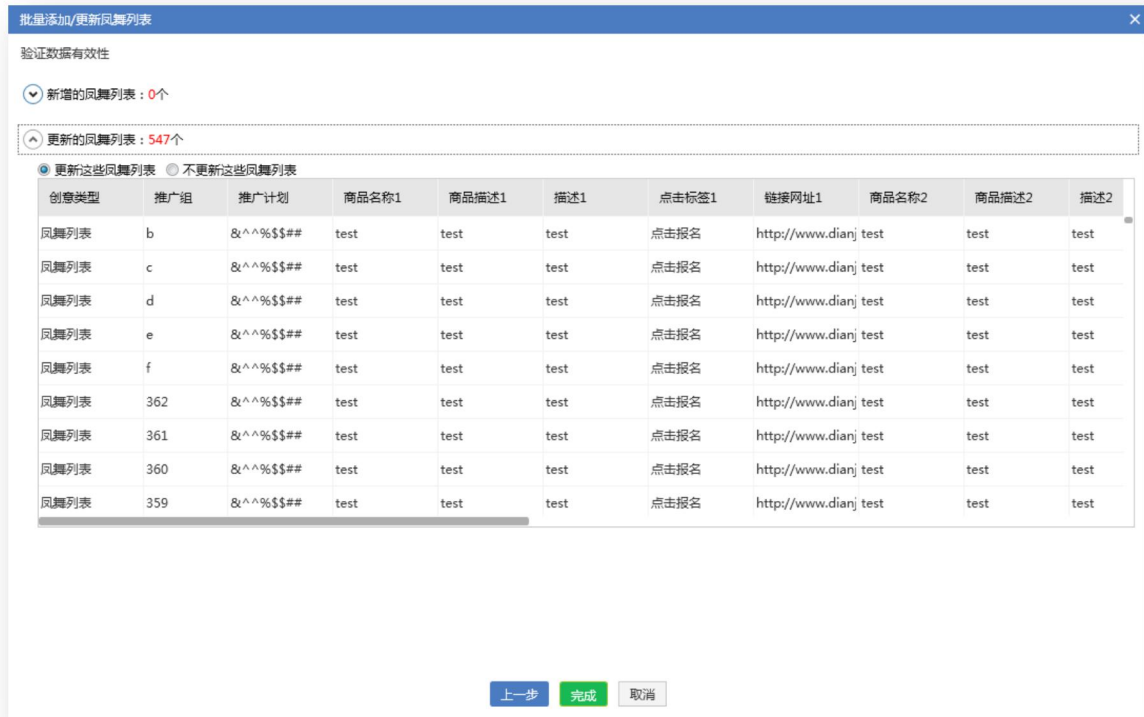 批量添加/更新凤舞列表
验证数据有效性
新增的凤舞列表：0个
更新的凤舞列表：547个
更新这些凤舞列表 不更新这些凤舞列表
创意类型 推广组 推广计划 商品名称1 商品描述1 描述1 点击标签1 链接网址1 商品名称2 商品描述2 描述2
凤舞列表 b &^^%$$## test test test 点击报名 http://www.dianj test test test
凤舞列表 c &^^%$$## test test test 点击报名 http://www.dianj test test test
凤舞列表 d &^^%$$## test test test 点击报名 http://www.dianj test test test
凤舞列表 e &^^%$$## test test test 点击报名 http://www.dianj test test test
凤舞列表 f &^^%$$## test test test 点击报名 http://www.dianj test test test
凤舞列表 362 &^^%$$## test test test 点击报名 http://www.dianj test test test
凤舞列表 361 &^^%$$## test test test 点击报名 http://www.dianj test test test
凤舞列表 360 &^^%$$## test test test 点击报名 http://www.dianj test test test
凤舞列表 359 &^^%$$## test test test 点击报名 http://www.dianj test test test
上一步 完成 取消